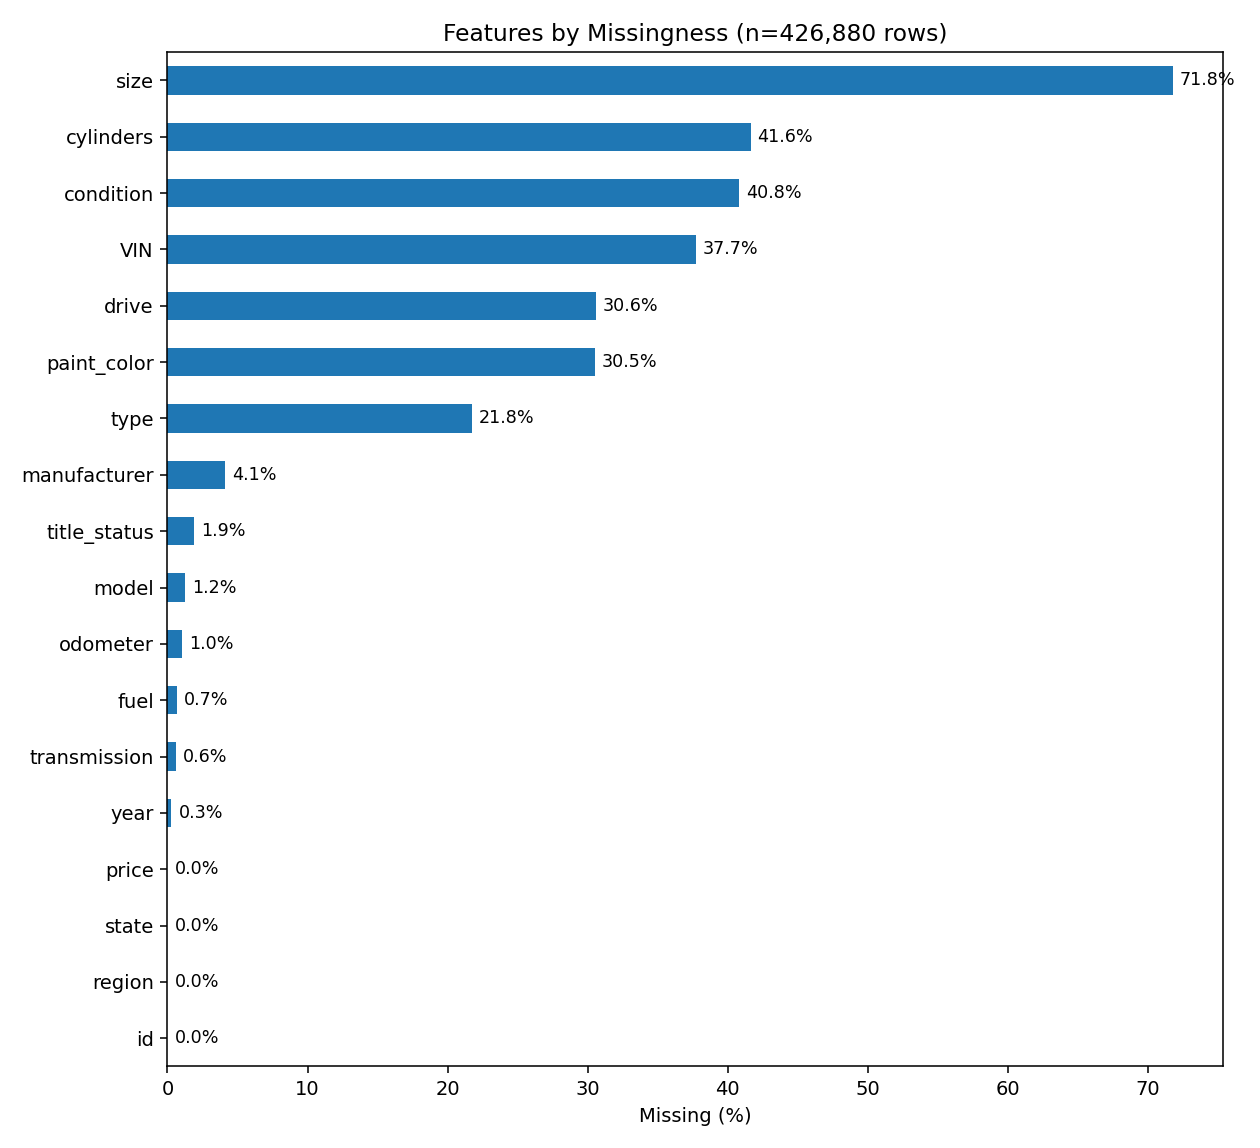 Features by Missingness (n=426,880 rows)
size 71.8%
cylinders 41.6%
condition 40.8%
VIN 37.7%
drive 30.6%
paint_color 30.5%
type 21.8%
manufacturer 4.1%
title_status 1.9%
model 1.2%
odometer 1.0%
fuel 0.7%
transmission 0.6%
year 0.3%
price 0.0%
state 0.0%
region 0.0%
id 0.0%
0 10 20 30 40 50 60 70
Missing (%)